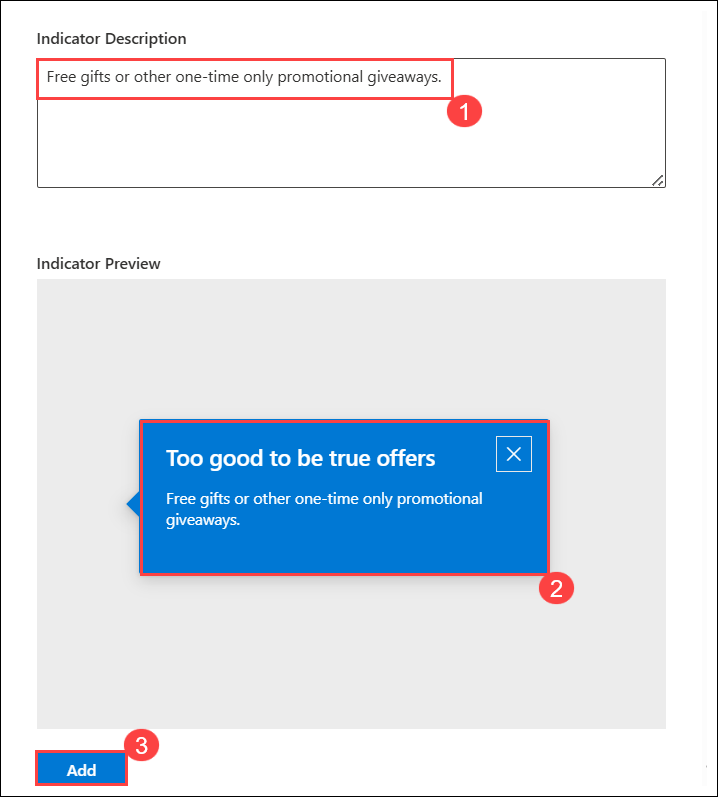 Indicator Description
Free gifts or other one-time only promotional giveaways.
1
Indicator Preview
Too good to be true offers
Free gifts or other one-time only promotional
giveaways.
2
3
Add